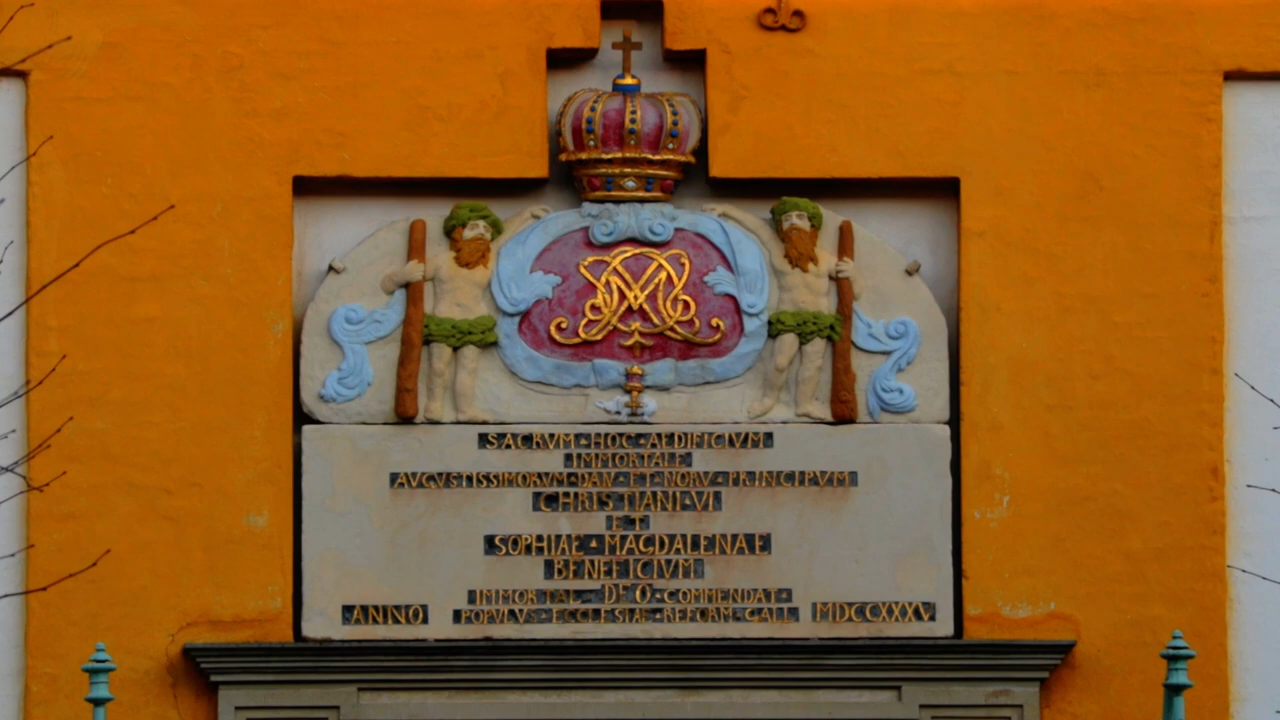 SACRVM·HOC·AEDIFICIVM
IMMORTALE
AVGVSTISSIMORVM·DAN·ET·NORV·PRINCIPVM
CHRISTIANI·VI
ET
SOPHIAE·MAGDALENAE
BENEFICIVM
IMMORTAL·DEO·COMMENDAT·
ANNO POPVLVS·ECCLESIAE·REFORM·GALL MDCCXXXV